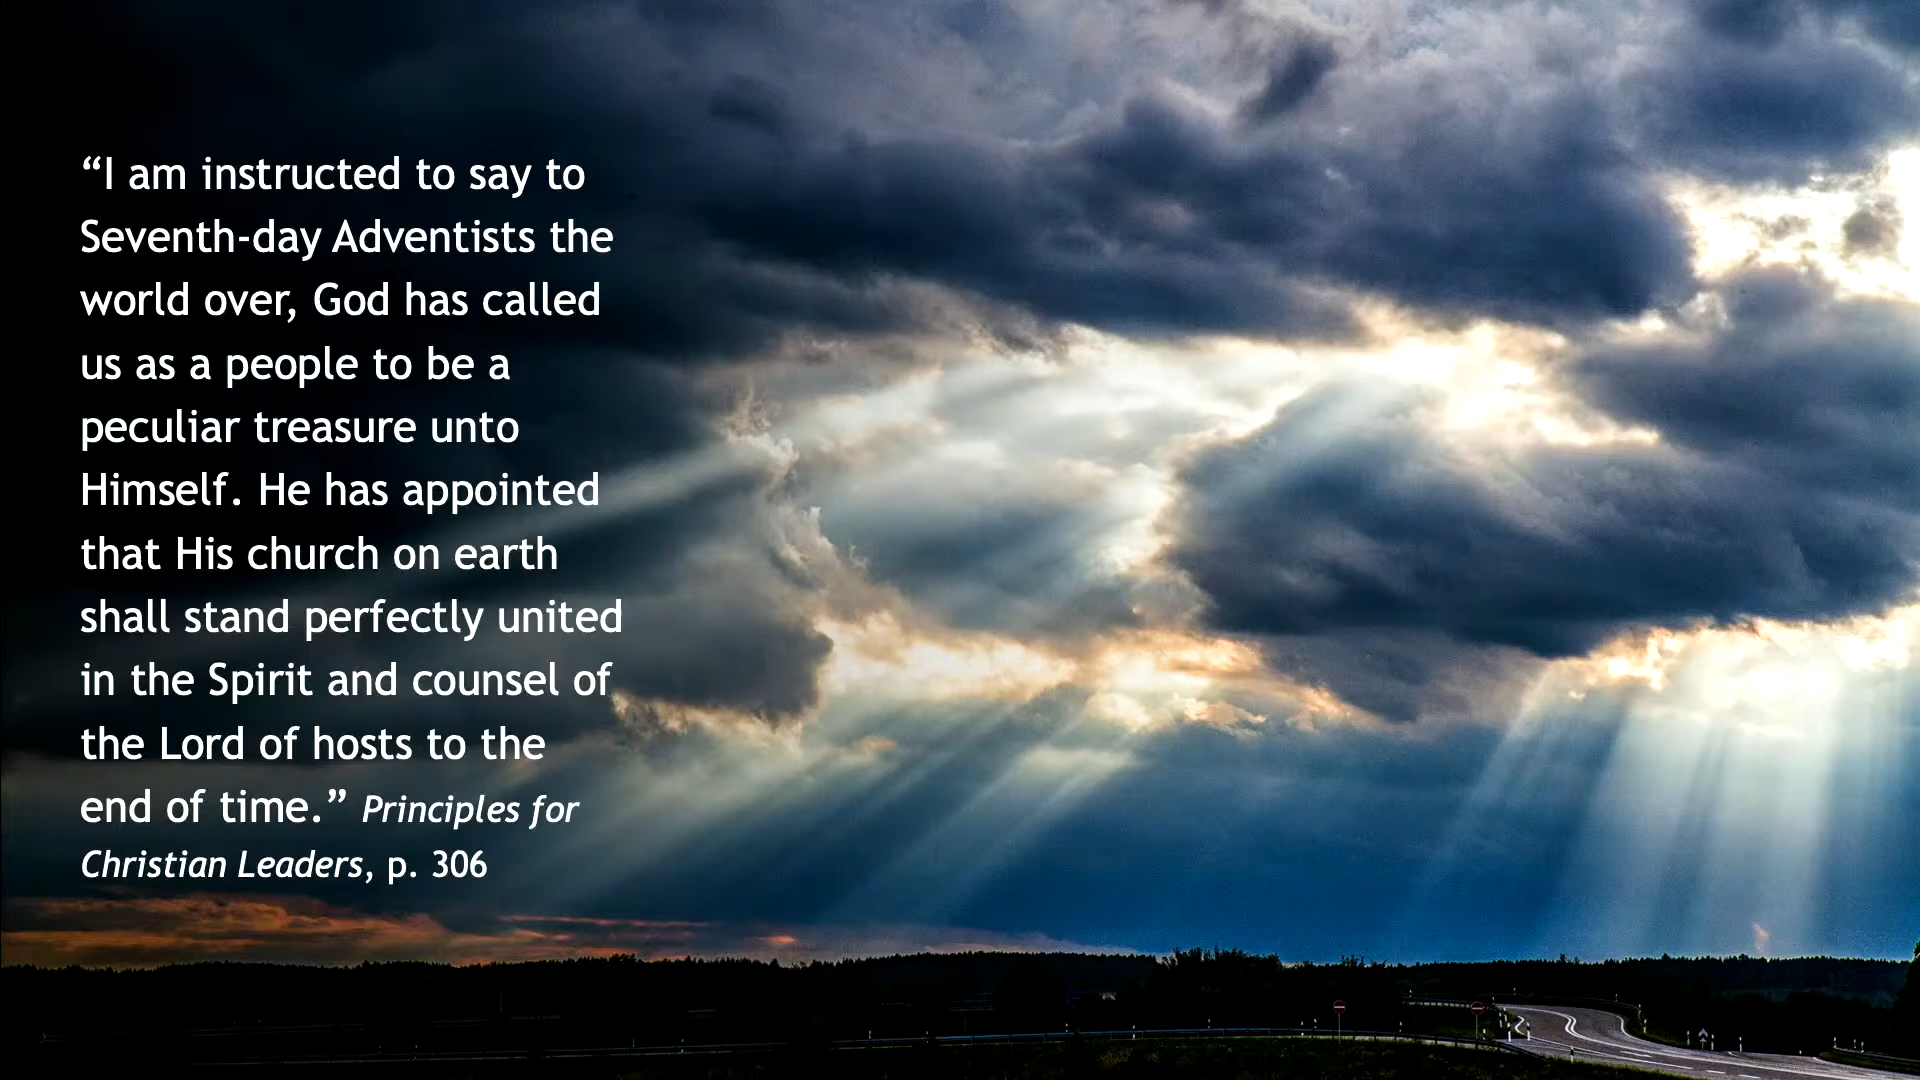 “I am instructed to say to
Seventh-day Adventists the
world over, God has called
us as a people to be a
peculiar treasure unto
Himself. He has appointed
that His church on earth
shall stand perfectly united
in the Spirit and counsel of
the Lord of hosts to the
end of time.” Principles for
Christian Leaders, p. 306